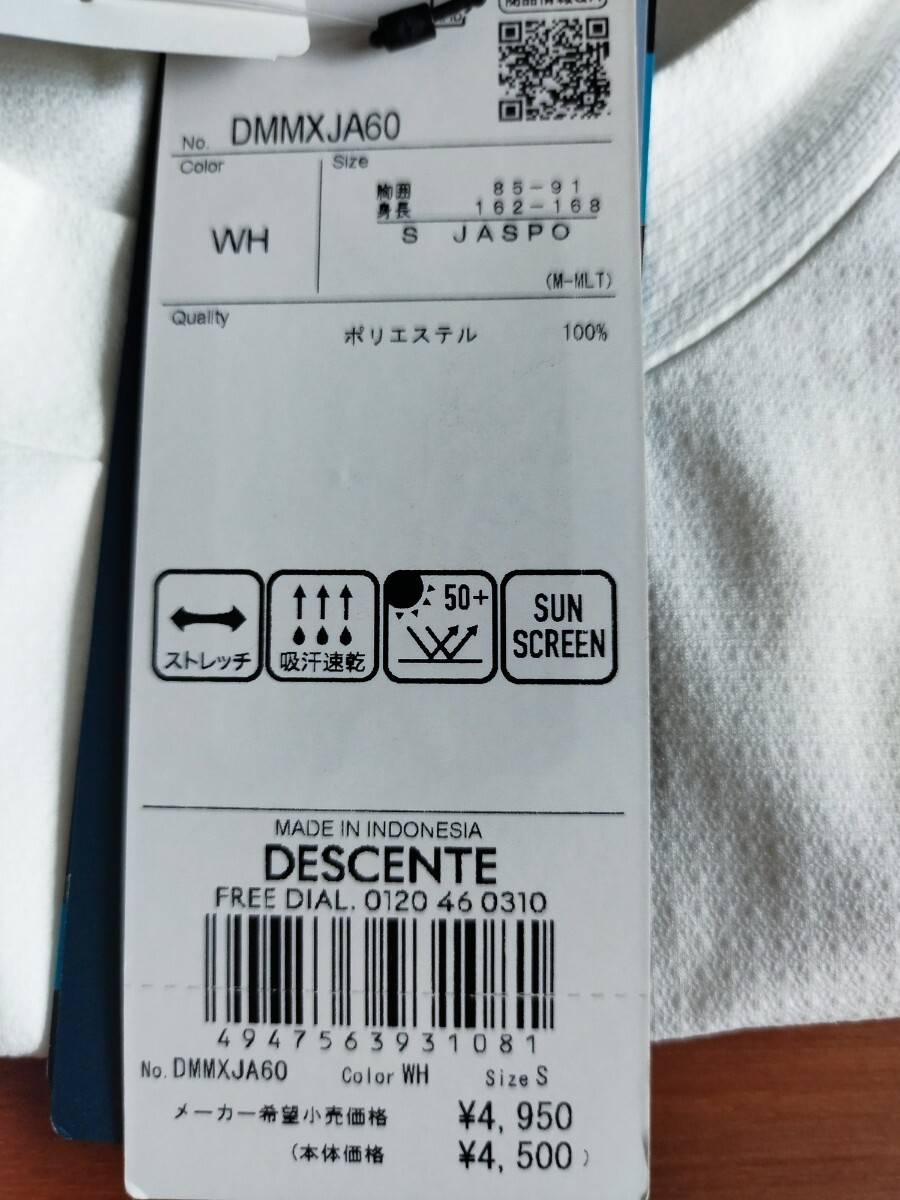 No. DMMXJA60
Color
Size
胸囲 85-91
身長 162-168
WH
S JASPO
(M-MLT)
Quality
ポリエステル 100%
ストレッチ
吸汗速乾
50+
SUN
SCREEN
MADE IN INDONESIA
DESCENTE
FREE DIAL. 0120 46 0310
4947563931081
No. DMMXJA60 Color WH Size S
メーカー希望小売価格 ¥4,950
(本体価格 ¥4,500)